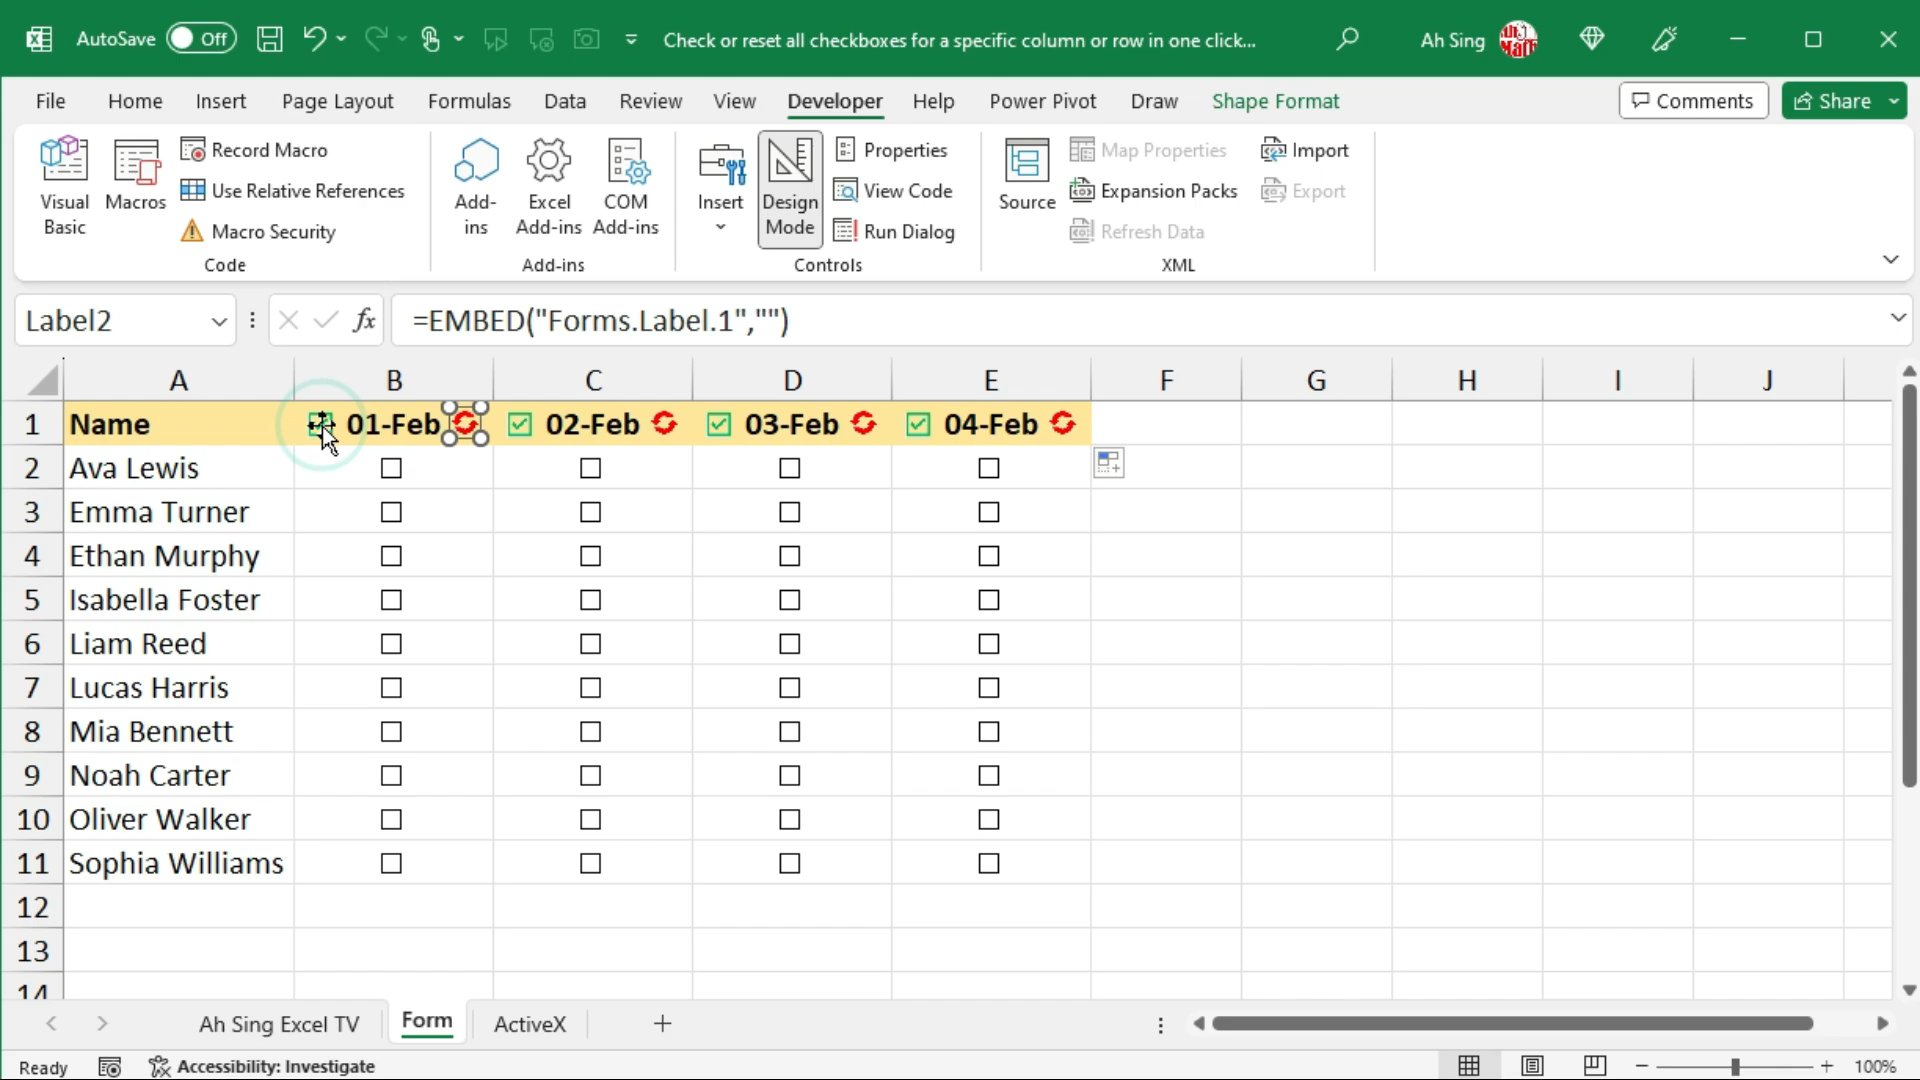 AutoSave Off Check or reset all checkboxes for a specific column or row in one click... Ah Sing
File Home Insert Page Layout Formulas Data Review View Developer Help Power Pivot Draw Shape Format Comments Share
Visual Basic
Macros
Record Macro
Use Relative References
Macro Security
Code
Add-ins
Excel Add-ins
COM Add-ins
Add-ins
Insert
Design Mode
Properties
View Code
Run Dialog
Controls
Source
Map Properties
Expansion Packs
Refresh Data
Import
Export
XML
Label2 fx =EMBED("Forms.Label.1","")
A B C D E F G H I J
1 Name 01-Feb 02-Feb 03-Feb 04-Feb
2 Ava Lewis
3 Emma Turner
4 Ethan Murphy
5 Isabella Foster
6 Liam Reed
7 Lucas Harris
8 Mia Bennett
9 Noah Carter
10 Oliver Walker
11 Sophia Williams
12
13
14
Ah Sing Excel TV Form ActiveX
Ready Accessibility: Investigate 100%